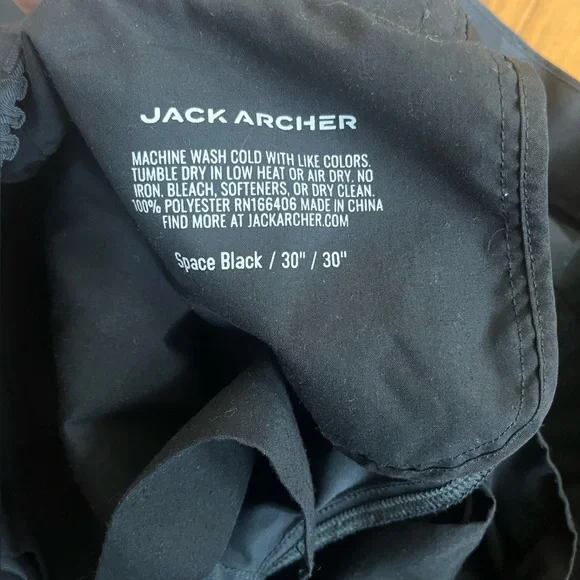 JACK ARCHER
MACHINE WASH COLD WITH LIKE COLORS.
TUMBLE DRY IN LOW HEAT OR AIR DRY. NO
IRON, BLEACH, SOFTENERS, OR DRY CLEAN.
100% POLYESTER RN166406 MADE IN CHINA
FIND MORE AT JACKARCHER.COM
Space Black / 30" / 30"